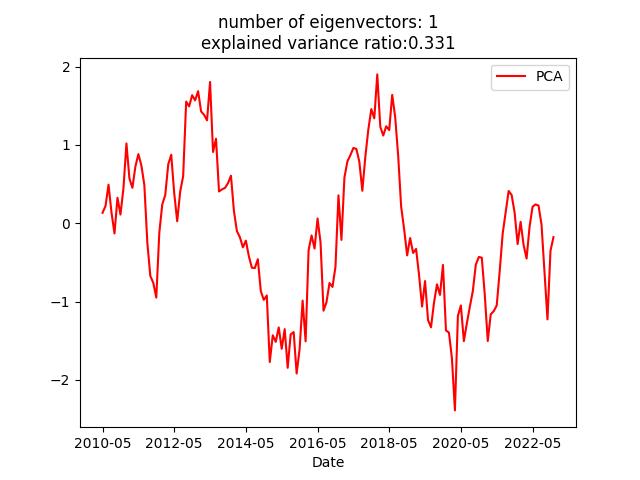 number of eigenvectors: 1
explained variance ratio:0.331
PCA
2
1
0
−1
−2
2010-05 2012-05 2014-05 2016-05 2018-05 2020-05 2022-05
Date